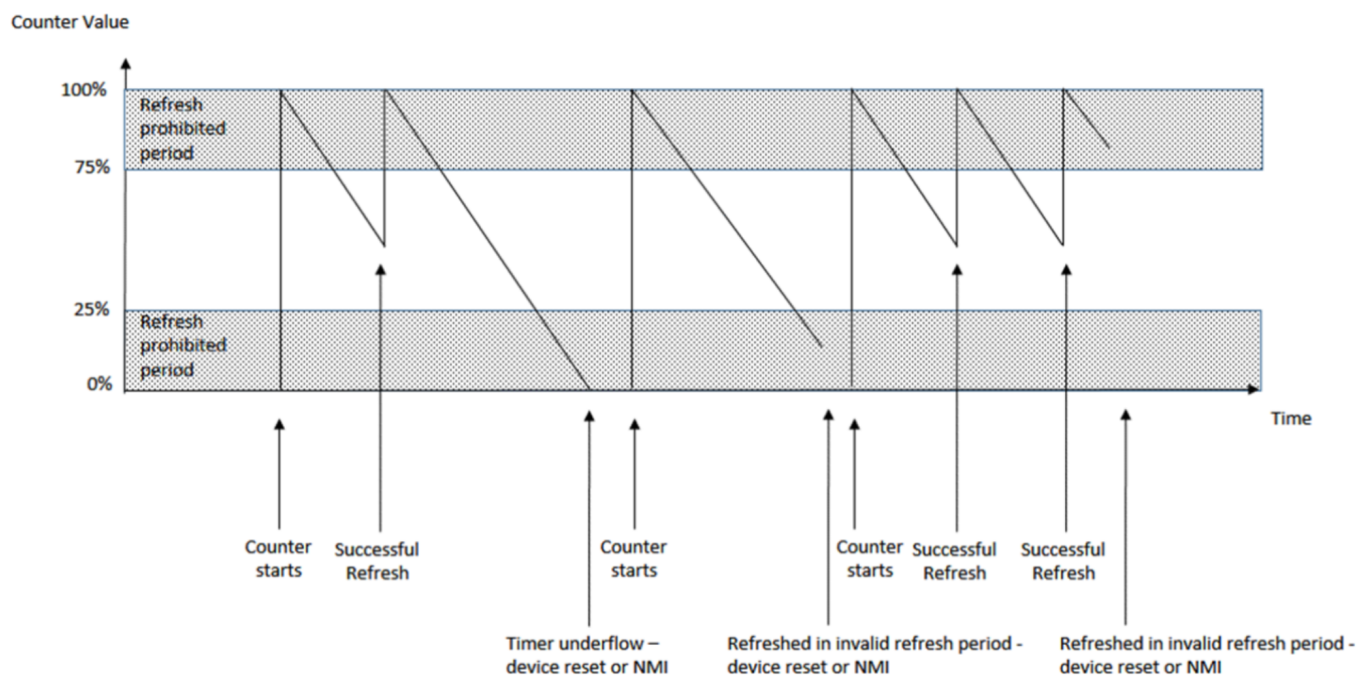 Counter Value
100%
Refresh
prohibited
period
75%
25%
Refresh
prohibited
period
0%
Time
Counter
starts
Successful
Refresh
Counter
starts
Counter
starts
Successful
Refresh
Successful
Refresh
Timer underflow –
device reset or NMI
Refreshed in invalid refresh period -
device reset or NMI
Refreshed in invalid refresh period -
device reset or NMI